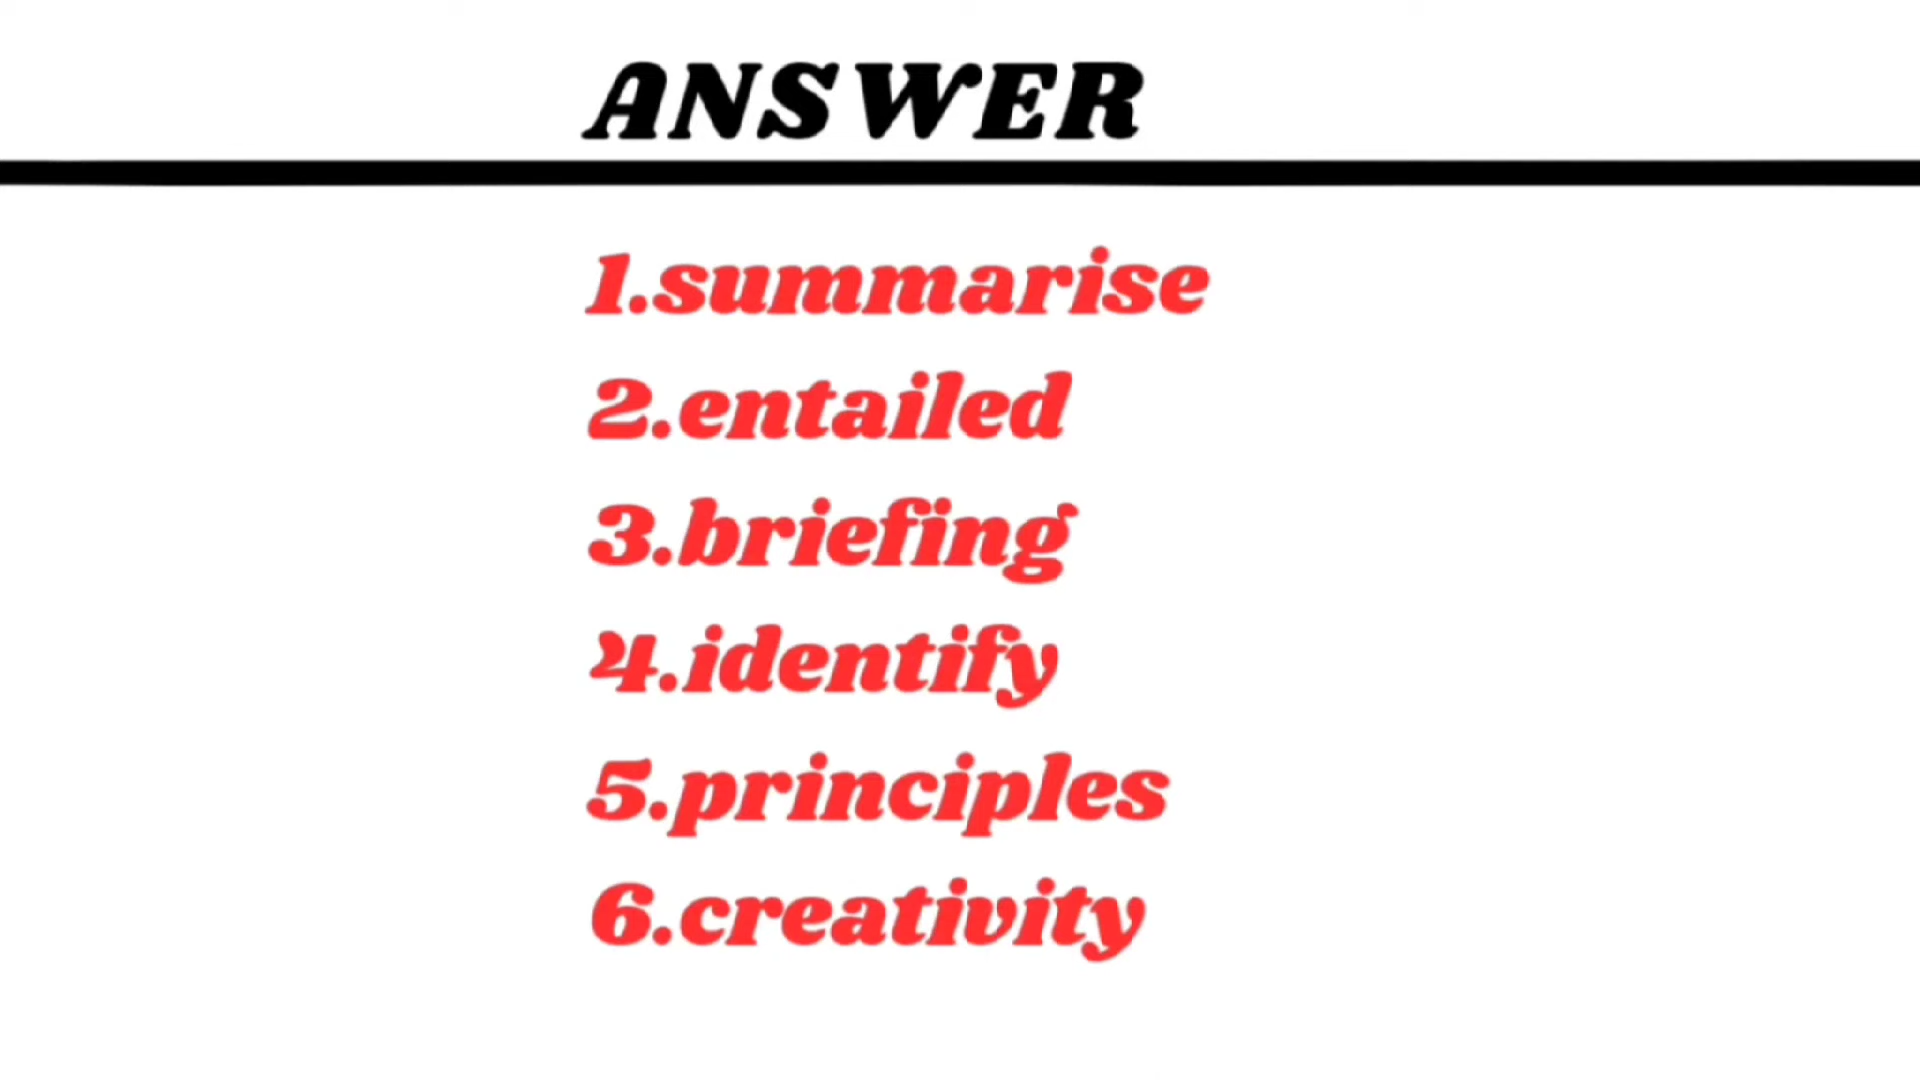 ANSWER
1.summarise
2.entailed
3.briefing
4.identify
5.principles
6.creativity